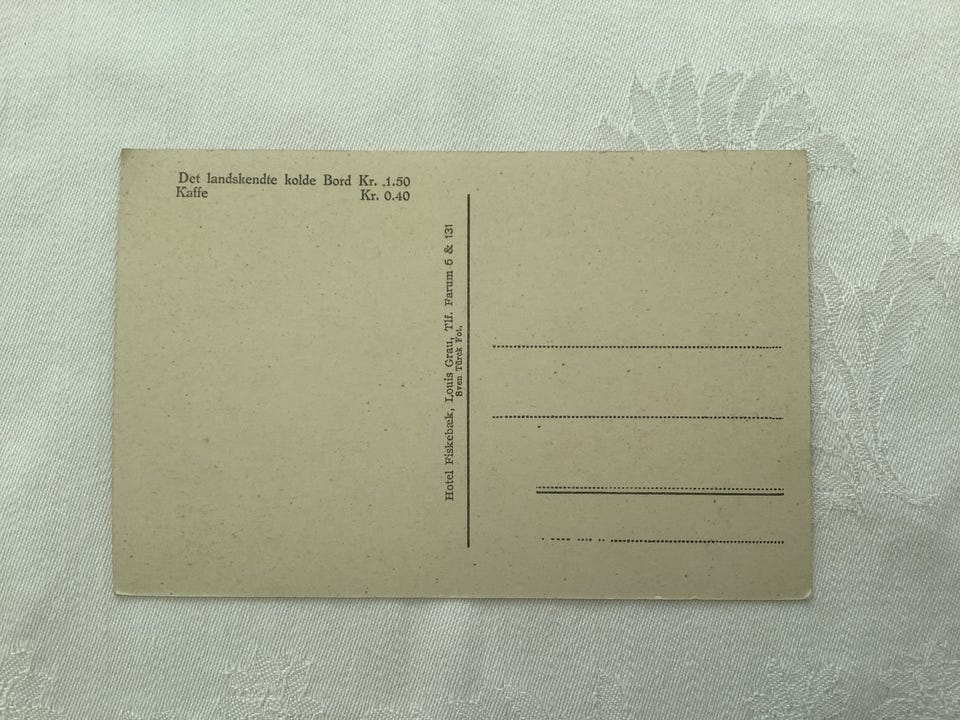 Det landskendte kolde Bord Kr. .1.50
Kaffe Kr. 0.40
Hotel Fiskebæk, Louis Grau, Tlf. Farum 6 & 131
Sven Türck Fot.